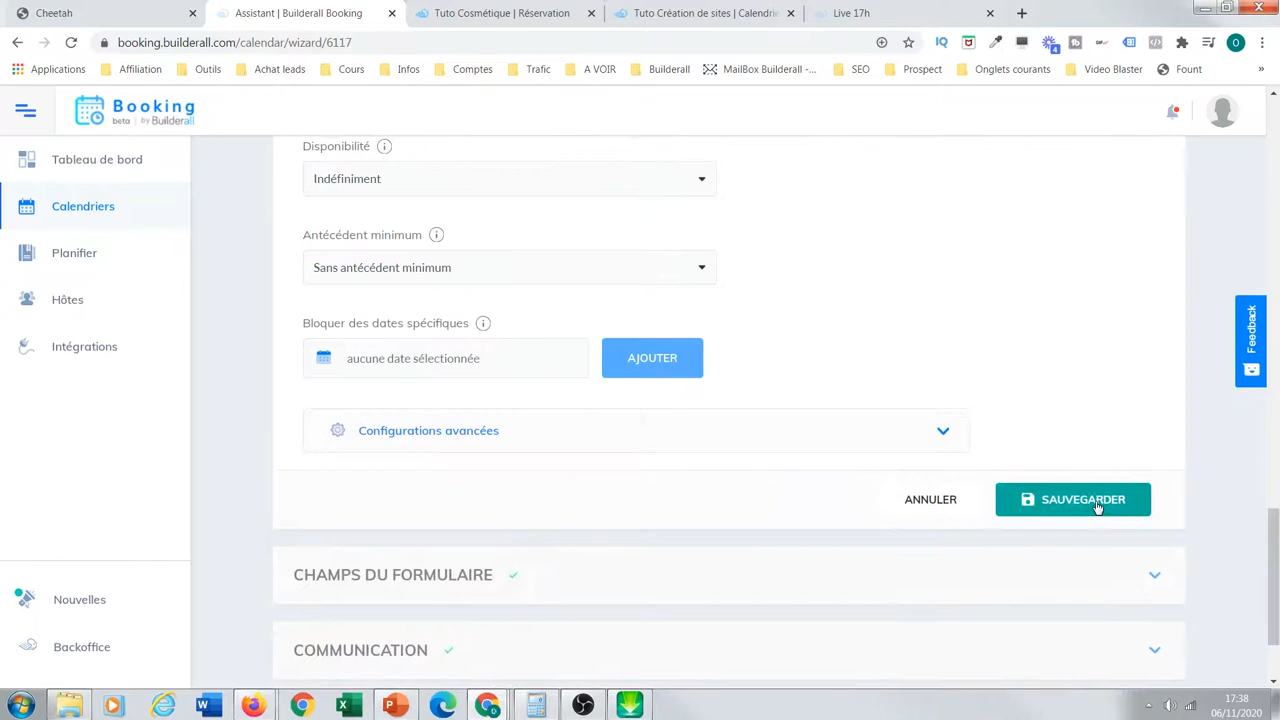 Cheetah
Assistant | Builderall Booking
Tuto Cosmétique | Rés
Tuto Création de sites | Calendrie
Live 17h
booking.builderall.com/calendar/wizard/6117
Applications
Affiliation
Outils
Achat leads
Cours
Infos
Comptes
Trafic
A VOIR
Builderall
MailBox Builderall -...
SEO
Prospect
Onglets courants
Video Blaster
Fount
Booking
beta | by Builderall
Tableau de bord
Calendriers
Planifier
Hôtes
Intégrations
Nouvelles
Backoffice
Disponibilité
Indéfiniment
Antécédent minimum
Sans antécédent minimum
Bloquer des dates spécifiques
aucune date sélectionnée
AJOUTER
Configurations avancées
ANNULER
SAUVEGARDER
CHAMPS DU FORMULAIRE
COMMUNICATION
Feedback
17:38
06/11/2020